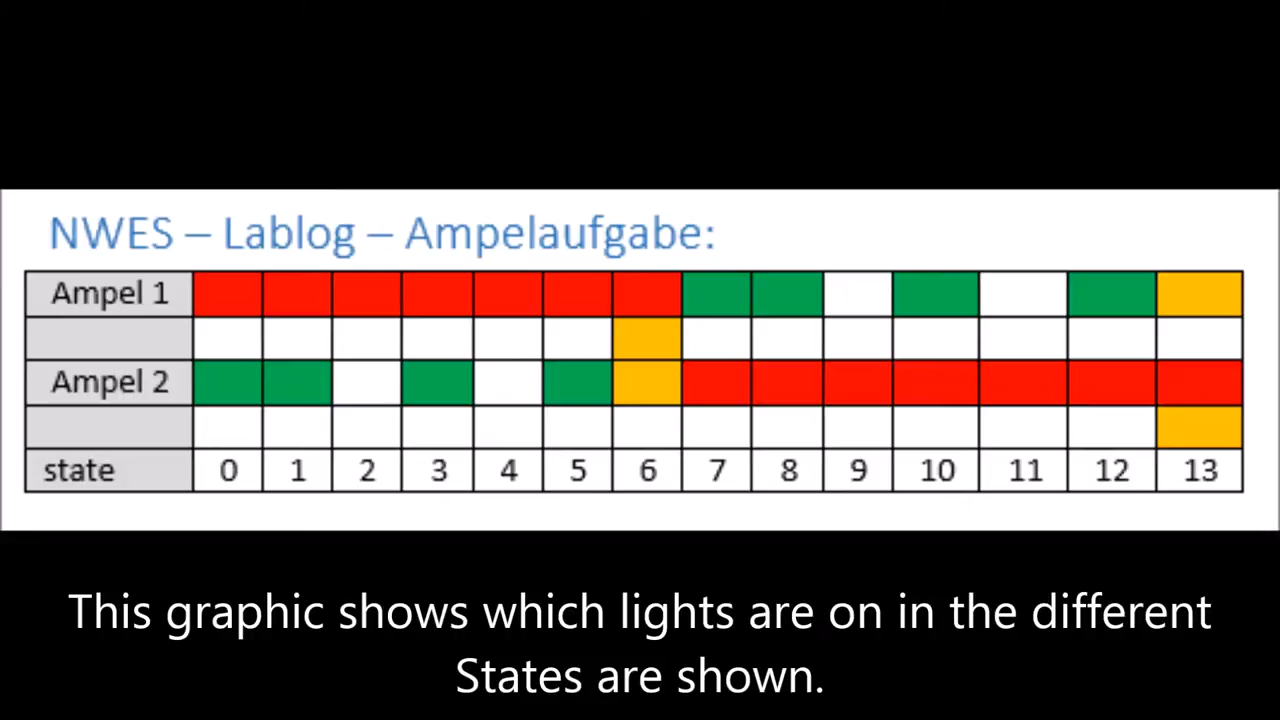 NWES – Lablog – Ampelaufgabe:
Ampel 1
Ampel 2
state 0 1 2 3 4 5 6 7 8 9 10 11 12 13
This graphic shows which lights are on in the different
States are shown.